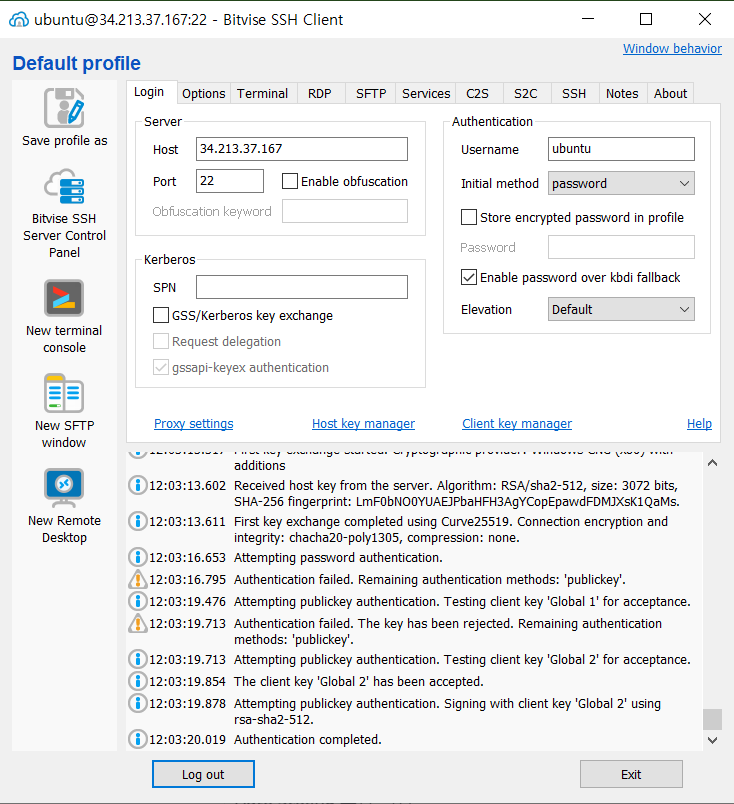 ubuntu@34.213.37.167:22 - Bitvise SSH Client
Window behavior
Default profile
Save profile as
Bitvise SSH
Server Control
Panel
New terminal
console
New SFTP
window
New Remote
Desktop
Login Options Terminal RDP SFTP Services C2S S2C SSH Notes About
Server
Host 34.213.37.167
Port 22 Enable obfuscation
Obfuscation keyword
Kerberos
SPN
GSS/Kerberos key exchange
Request delegation
gssapi-keyex authentication
Authentication
Username ubuntu
Initial method password
Store encrypted password in profile
Password
Enable password over kbdi fallback
Elevation Default
Proxy settings Host key manager Client key manager Help
First key exchange started. Cryptographic provider: Windows CNG (x86) with
additions
12:03:13.602 Received host key from the server. Algorithm: RSA/sha2-512, size: 3072 bits,
SHA-256 fingerprint: LmF0bNO0YUAEJPbaHFH3AgYCopEpawdFDMJXsK1QaMs.
12:03:13.611 First key exchange completed using Curve25519. Connection encryption and
integrity: chacha20-poly1305, compression: none.
12:03:16.653 Attempting password authentication.
12:03:16.795 Authentication failed. Remaining authentication methods: 'publickey'.
12:03:19.476 Attempting publickey authentication. Testing client key 'Global 1' for acceptance.
12:03:19.713 Authentication failed. The key has been rejected. Remaining authentication
methods: 'publickey'.
12:03:19.713 Attempting publickey authentication. Testing client key 'Global 2' for acceptance.
12:03:19.854 The client key 'Global 2' has been accepted.
12:03:19.878 Attempting publickey authentication. Signing with client key 'Global 2' using
rsa-sha2-512.
12:03:20.019 Authentication completed.
Log out Exit